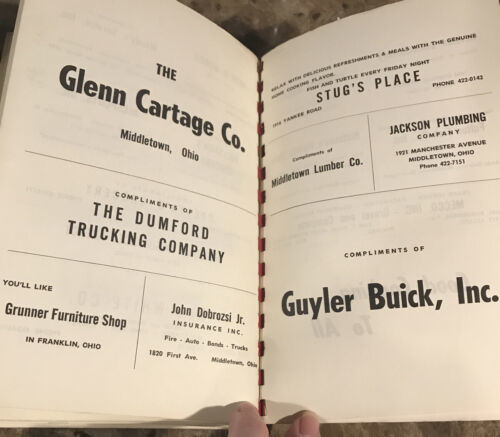 THE
Glenn Cartage Co.
Middletown, Ohio
COMPLIMENTS OF
THE DUMFORD
TRUCKING COMPANY
YOU'LL LIKE
Grunner Furniture Shop
IN FRANKLIN, OHIO
John Dobrozsi Jr.
INSURANCE INC.
Fire - Auto - Bonds - Trucks
1820 First Ave. Middletown, Ohio
RELAX WITH DELICIOUS REFRESHMENTS & MEALS WITH THE GENUINE
HOME COOKING FLAVOR.
FISH AND TURTLE EVERY FRIDAY NIGHT
STUG'S PLACE
1916 YANKEE ROAD PHONE 422-0142
Compliments of
Middletown Lumber Co.
JACKSON PLUMBING
COMPANY
1921 MANCHESTER AVENUE
MIDDLETOWN, OHIO
Phone 422-7151
COMPLIMENTS OF
Guyler Buick, Inc.